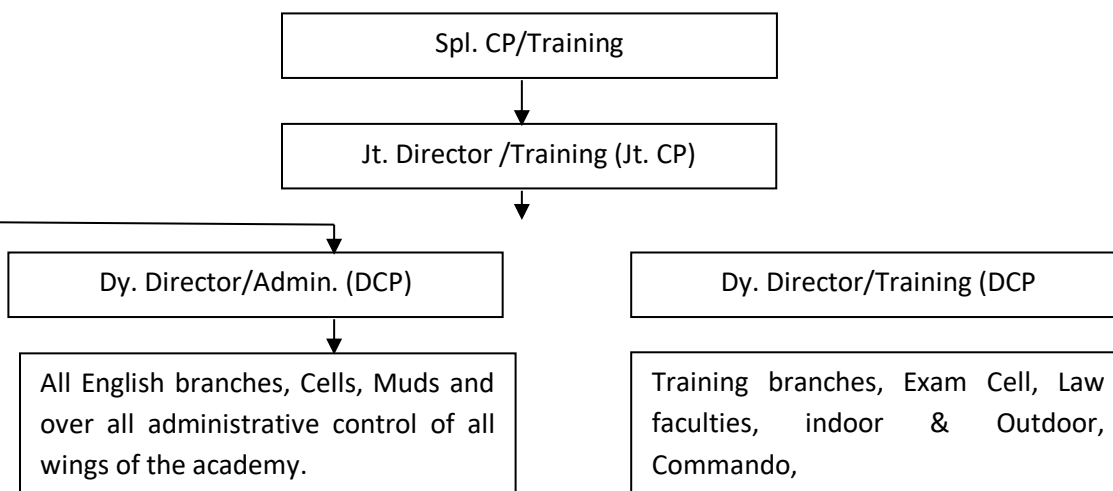 Spl. CP/Training
Jt. Director /Training (Jt. CP)
Dy. Director/Admin. (DCP)
Dy. Director/Training (DCP
All English branches, Cells, Muds and
over all administrative control of all
wings of the academy.
Training branches, Exam Cell, Law
faculties, indoor & Outdoor,
Commando,